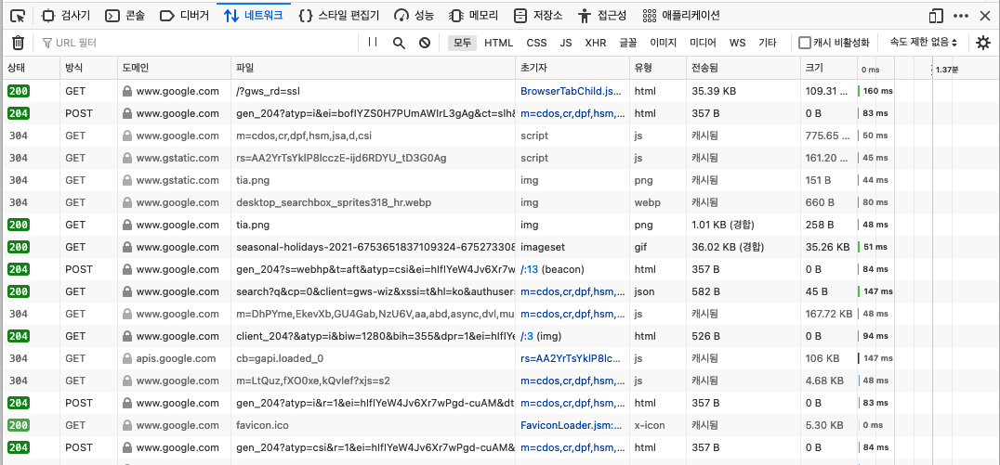 검사기 콘솔 디버거 네트워크 스타일 편집기 성능 메모리 저장소 접근성 애플리케이션
URL 필터 모두 HTML CSS JS XHR 글꼴 이미지 미디어 WS 기타 캐시 비활성화 속도 제한 없음
상태 방식 도메인 파일 초기자 유형 전송됨 크기 0 ms 1.37분
200 GET www.google.com /?gws_rd=ssl BrowserTabChild.js... html 35.39 KB 109.31 ... 160 ms
204 POST www.google.com gen_204?atyp=i&ei=bofIYZS0H7PUmAWIrL3gAg&ct=slh& m=cdos,cr,dpf,hsm,... html 357 B 0 B 83 ms
304 GET www.google.com m=cdos,cr,dpf,hsm,jsa,d,csi script js 캐시됨 775.65 ... 50 ms
304 GET www.gstatic.com rs=AA2YrTsYklP8lcczE-ijd6RDYU_tD3G0Ag script js 캐시됨 161.20 ... 45 ms
304 GET www.gstatic.com tia.png img png 캐시됨 151 B 44 ms
304 GET www.google.com desktop_searchbox_sprites318_hr.webp img webp 캐시됨 660 B 80 ms
200 GET www.google.com tia.png img png 1.01 KB (경합) 258 B 48 ms
200 GET www.google.com seasonal-holidays-2021-6753651837109324-675273308 imageset gif 36.02 KB (경합) 35.26 KB 51 ms
204 POST www.google.com gen_204?s=webhp&t=aft&atyp=csi&ei=hIfIYeW4Jv6Xr7w /:13 (beacon) html 357 B 0 B 84 ms
200 GET www.google.com search?q&cp=0&client=gws-wiz&xssi=t&hl=ko&authuser= m=cdos,cr,dpf,hsm,... json 582 B 45 B 147 ms
304 GET www.google.com m=DhPYme,EkevXb,GU4Gab,NzU6V,aa,abd,async,dvl,mu m=cdos,cr,dpf,hsm,... js 캐시됨 167.72 KB 48 ms
204 GET www.google.com client_204?&atyp=i&biw=1280&bih=355&dpr=1&ei=hIfIYe /:3 (img) html 526 B 0 B 94 ms
304 GET apis.google.com cb=gapi.loaded_0 rs=AA2YrTsYklP8lc... js 캐시됨 106 KB 147 ms
304 GET www.google.com m=LtQuz,fXO0xe,kQvlef?xjs=s2 m=cdos,cr,dpf,hsm,... js 캐시됨 4.68 KB 48 ms
204 POST www.google.com gen_204?atyp=i&r=1&ei=hIfIYeW4Jv6Xr7wPgd-cuAM&dt m=cdos,cr,dpf,hsm,... html 357 B 0 B 83 ms
200 GET www.google.com favicon.ico FaviconLoader.jsm:... x-icon 캐시됨 5.30 KB 0 ms
204 POST www.google.com gen_204?atyp=csi&r=1&ei=hIfIYeW4Jv6Xr7wPgd-cuAM& m=cdos,cr,dpf,hsm,... html 357 B 0 B 84 ms